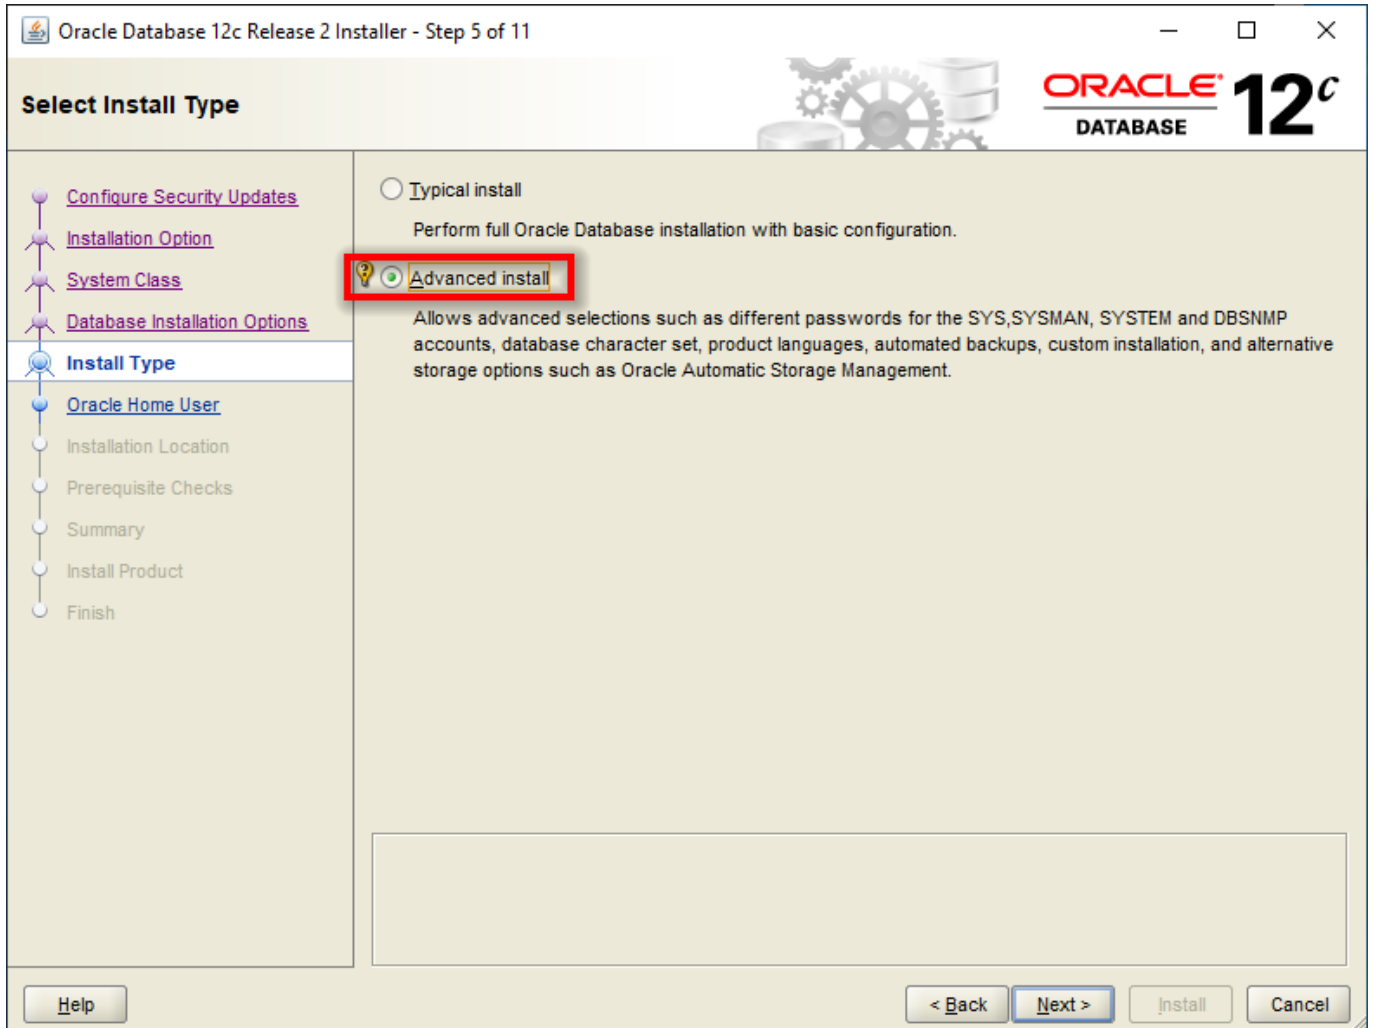 Oracle Database 12c Release 2 Installer - Step 5 of 11
Select Install Type
ORACLE
DATABASE
12c
Configure Security Updates
Installation Option
System Class
Database Installation Options
Install Type
Oracle Home User
Installation Location
Prerequisite Checks
Summary
Install Product
Finish
Typical install
Perform full Oracle Database installation with basic configuration.
Advanced install
Allows advanced selections such as different passwords for the SYS,SYSMAN, SYSTEM and DBSNMP
accounts, database character set, product languages, automated backups, custom installation, and alternative
storage options such as Oracle Automatic Storage Management.
Help
< Back
Next >
Install
Cancel